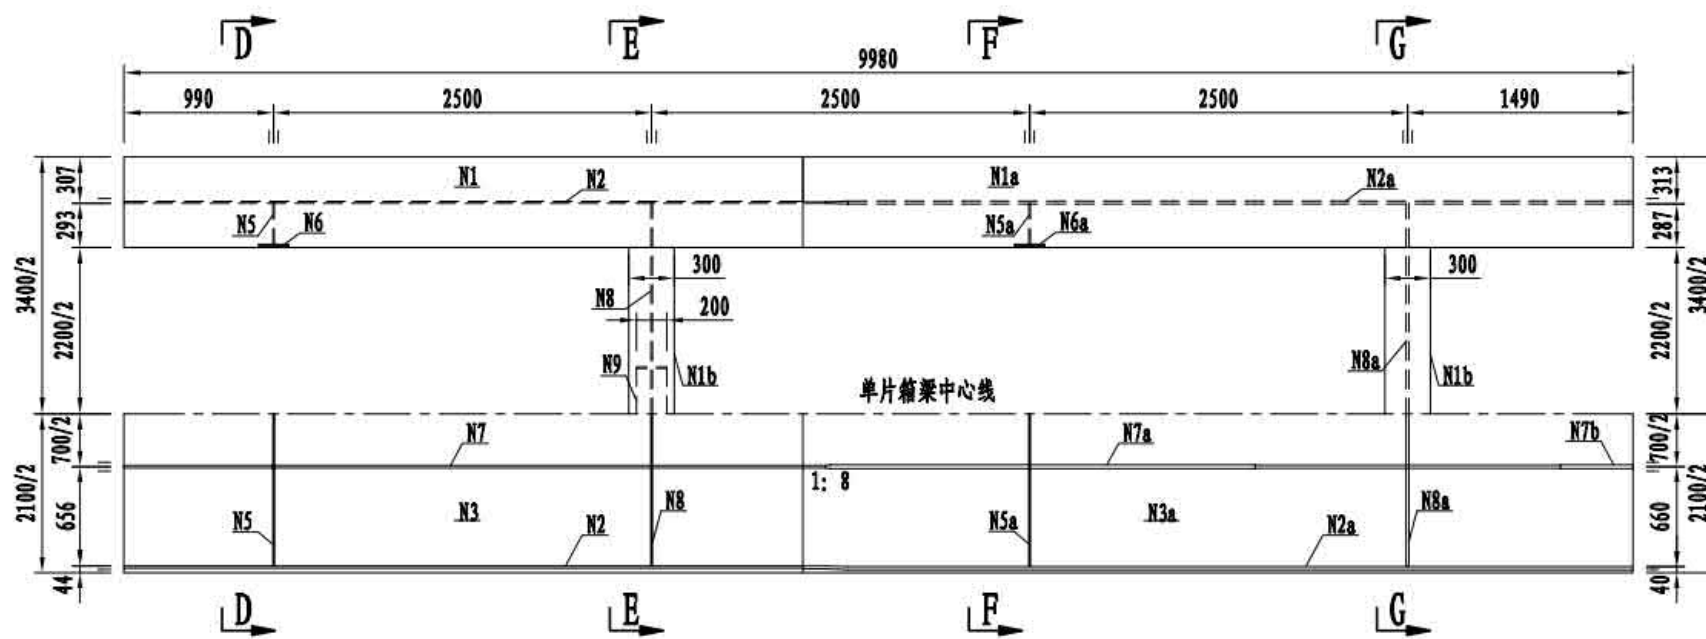 D E F G
9980
990 2500 2500 2500 1490
307 N1 N2 N1a N2a 313
293 N5 N6 N5a N6a 287
3400/2 300 300 3400/2
2200/2 N8 200 2200/2
N9 N1b N8a N1b
单片箱梁中心线
700/2 N7 N7a N7b 700/2
1: 8
2100/2 656 N5 N3 N2 N8 N5a N3a N2a N8a 660 2100/2
44 40
D E F G